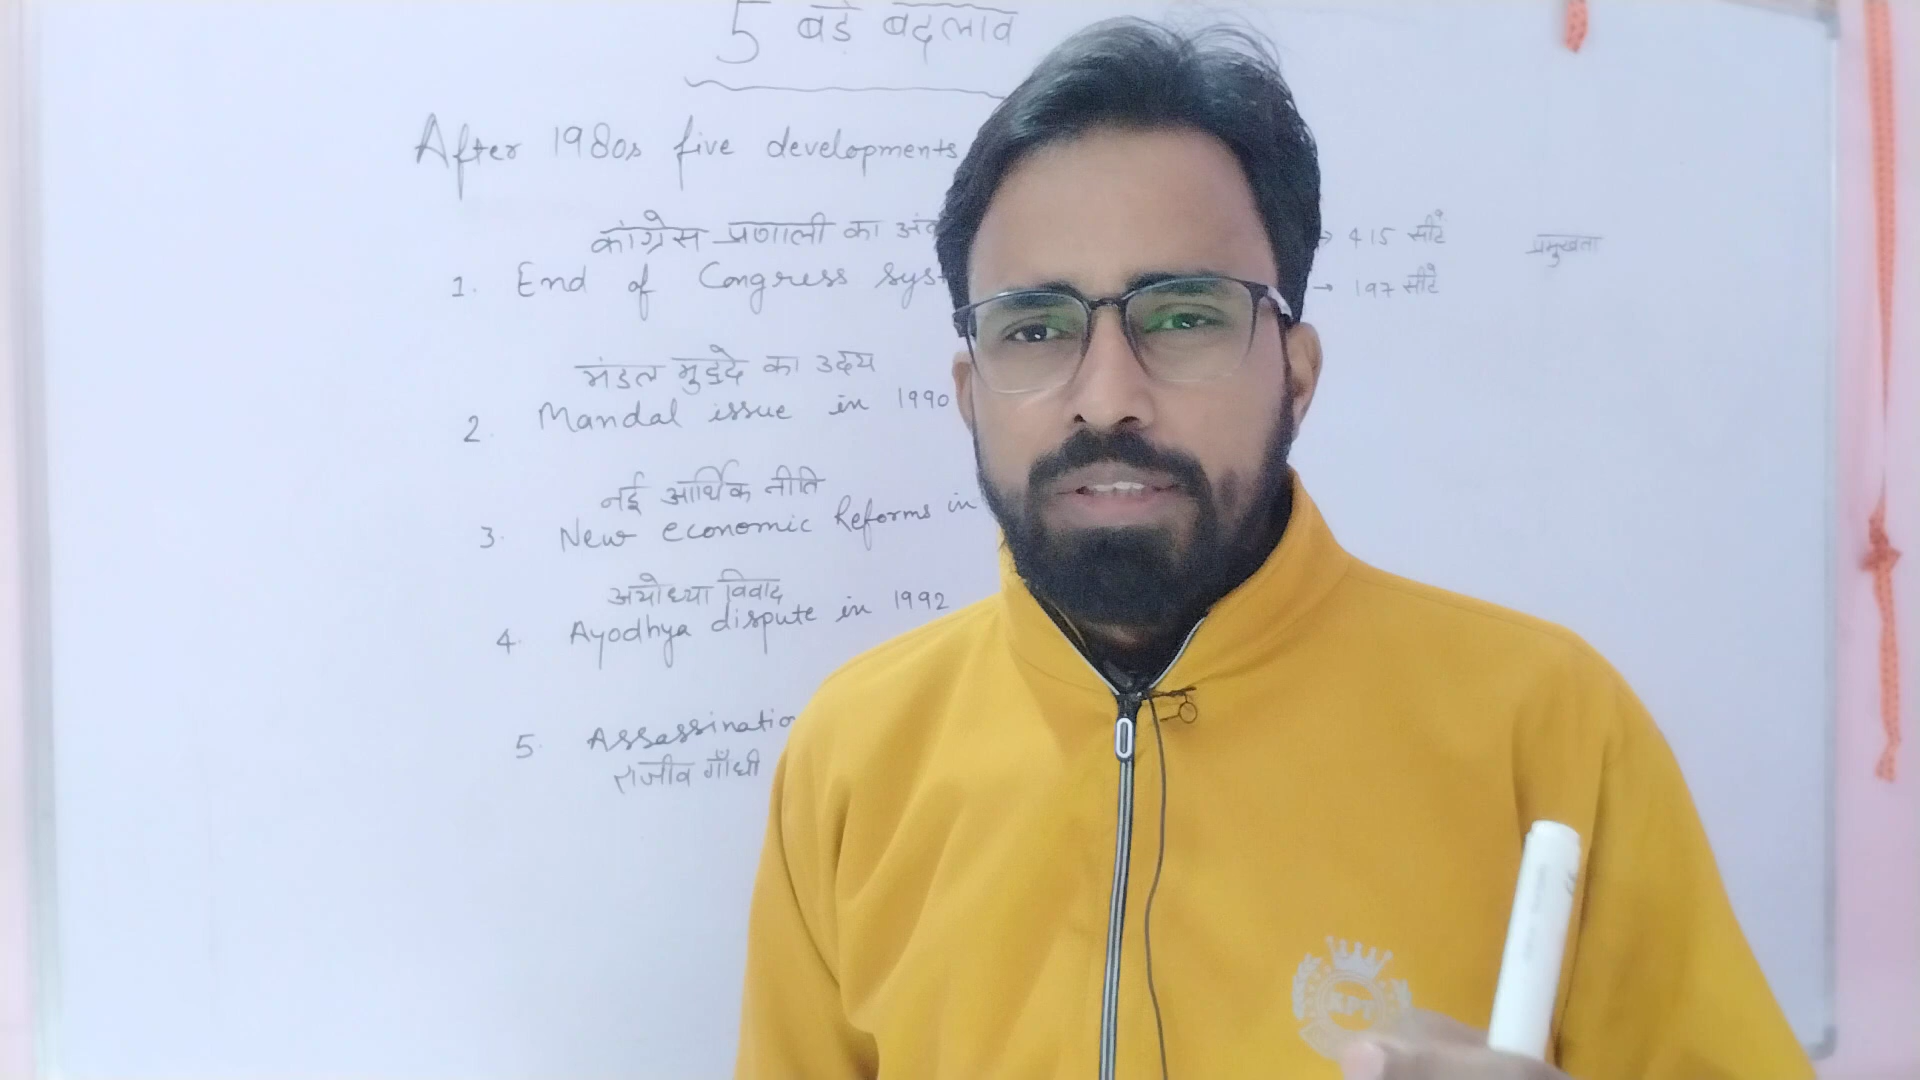 5 बड़े बदलाव
After 1980s five developments
कांग्रेस प्रणाली का → 415 सीटें प्रमुखता
1. End of Congress sys → 197 सीटें
मंडल मुद्दे का उदय
2. Mandal issue in 1990
नई आर्थिक नीति
3. New economic Reforms in
अयोध्या विवाद
4. Ayodhya dispute in 1992
5. Assassinatio
राजीव गाँधी
KPT